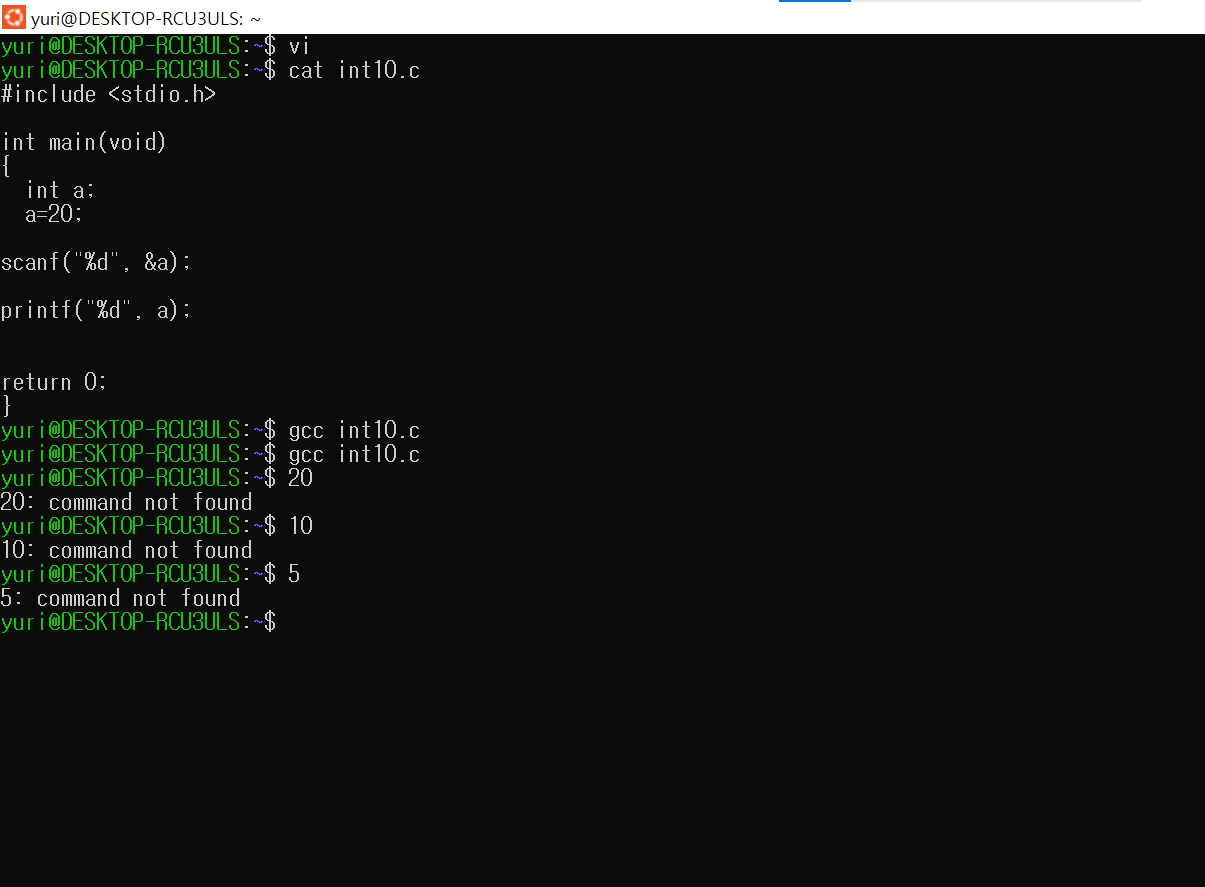 yuri@DESKTOP-RCU3ULS: ~
yuri@DESKTOP-RCU3ULS:~$ vi
yuri@DESKTOP-RCU3ULS:~$ cat int10.c
#include <stdio.h>
int main(void)
{
  int a;
  a=20;
scanf("%d", &a);
printf("%d", a);
return 0;
}
yuri@DESKTOP-RCU3ULS:~$ gcc int10.c
yuri@DESKTOP-RCU3ULS:~$ gcc int10.c
yuri@DESKTOP-RCU3ULS:~$ 20
20: command not found
yuri@DESKTOP-RCU3ULS:~$ 10
10: command not found
yuri@DESKTOP-RCU3ULS:~$ 5
5: command not found
yuri@DESKTOP-RCU3ULS:~$